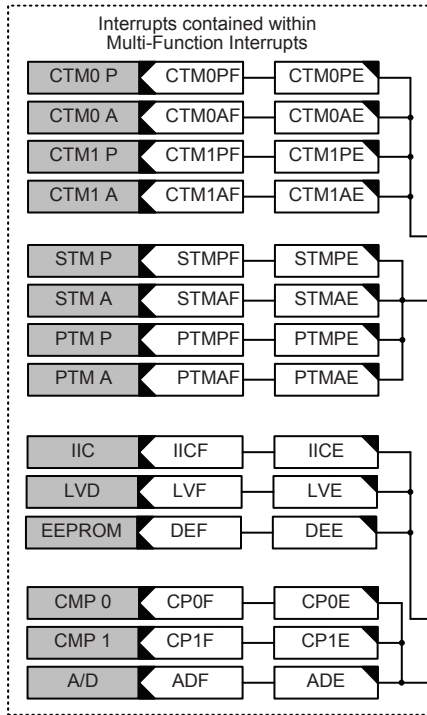 Interrupts contained within
Multi-Function Interrupts
CTM0 P CTM0PF CTM0PE
CTM0 A CTM0AF CTM0AE
CTM1 P CTM1PF CTM1PE
CTM1 A CTM1AF CTM1AE
STM P STMPF STMPE
STM A STMAF STMAE
PTM P PTMPF PTMPE
PTM A PTMAF PTMAE
IIC IICF IICE
LVD LVF LVE
EEPROM DEF DEE
CMP 0 CP0F CP0E
CMP 1 CP1F CP1E
A/D ADF ADE